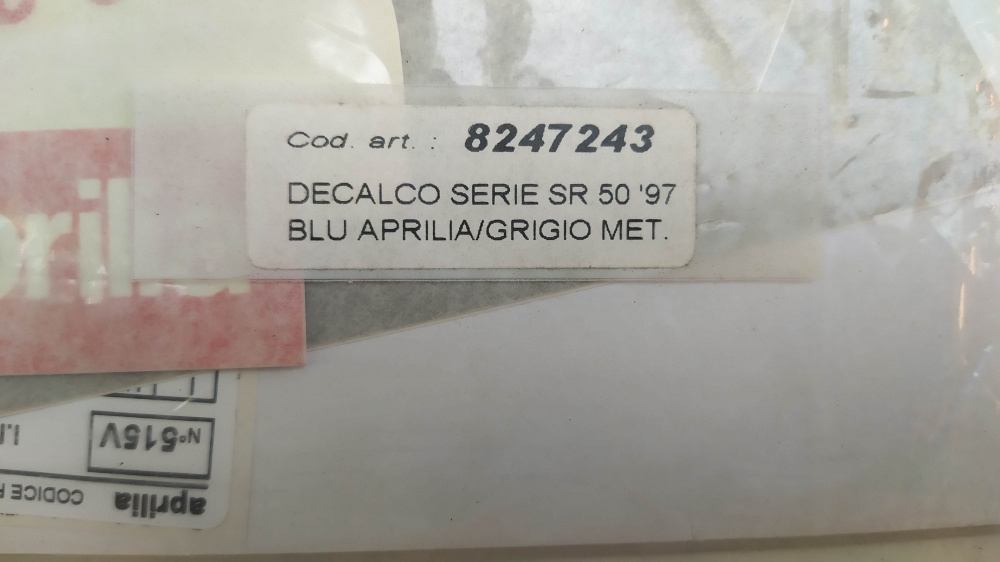 Cod. art. : 8247243
DECALCO SERIE SR 50 '97
BLU APRILIA/GRIGIO MET.
aprilia CODICE
N° 515V